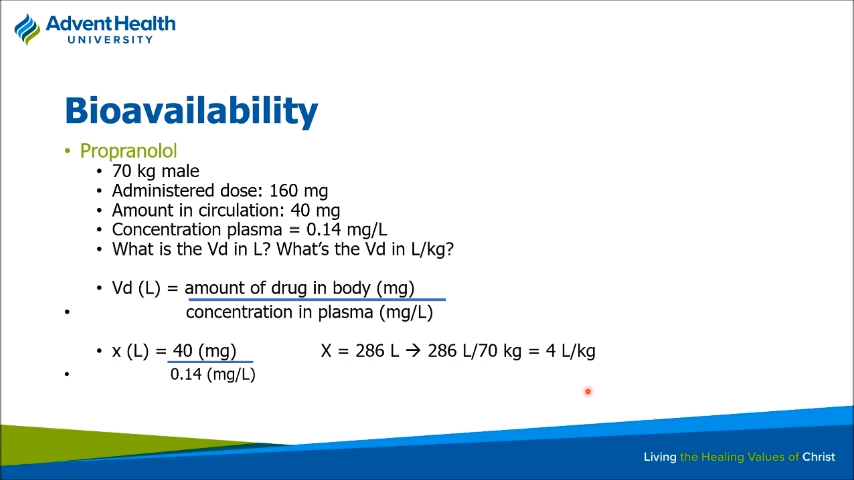 AdventHealth
UNIVERSITY
Bioavailability
• Propranolol
• 70 kg male
• Administered dose: 160 mg
• Amount in circulation: 40 mg
• Concentration plasma = 0.14 mg/L
• What is the Vd in L? What's the Vd in L/kg?
• Vd (L) = amount of drug in body (mg)
• concentration in plasma (mg/L)
• x (L) = 40 (mg) X = 286 L → 286 L/70 kg = 4 L/kg
• 0.14 (mg/L)
Living the Healing Values of Christ